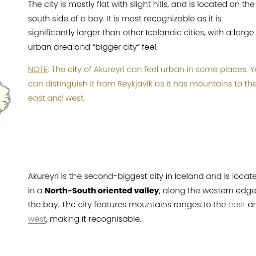 The city is mostly flat with slight hills, and is located on the
south side of a bay. It is most recognizable as it is
significantly larger than other Icelandic cities, with a large
urban area and “bigger city” feel.
NOTE: The city of Akureyri can feel urban in some places.
can distinguish it from Reykjavik as it has mountains to the
east and west.
Akureyri is the second-biggest city in Iceland and is
in a North-South oriented valley, along the western edge
the bay. The city features mountains ranges to the east
west, making it recognisable.